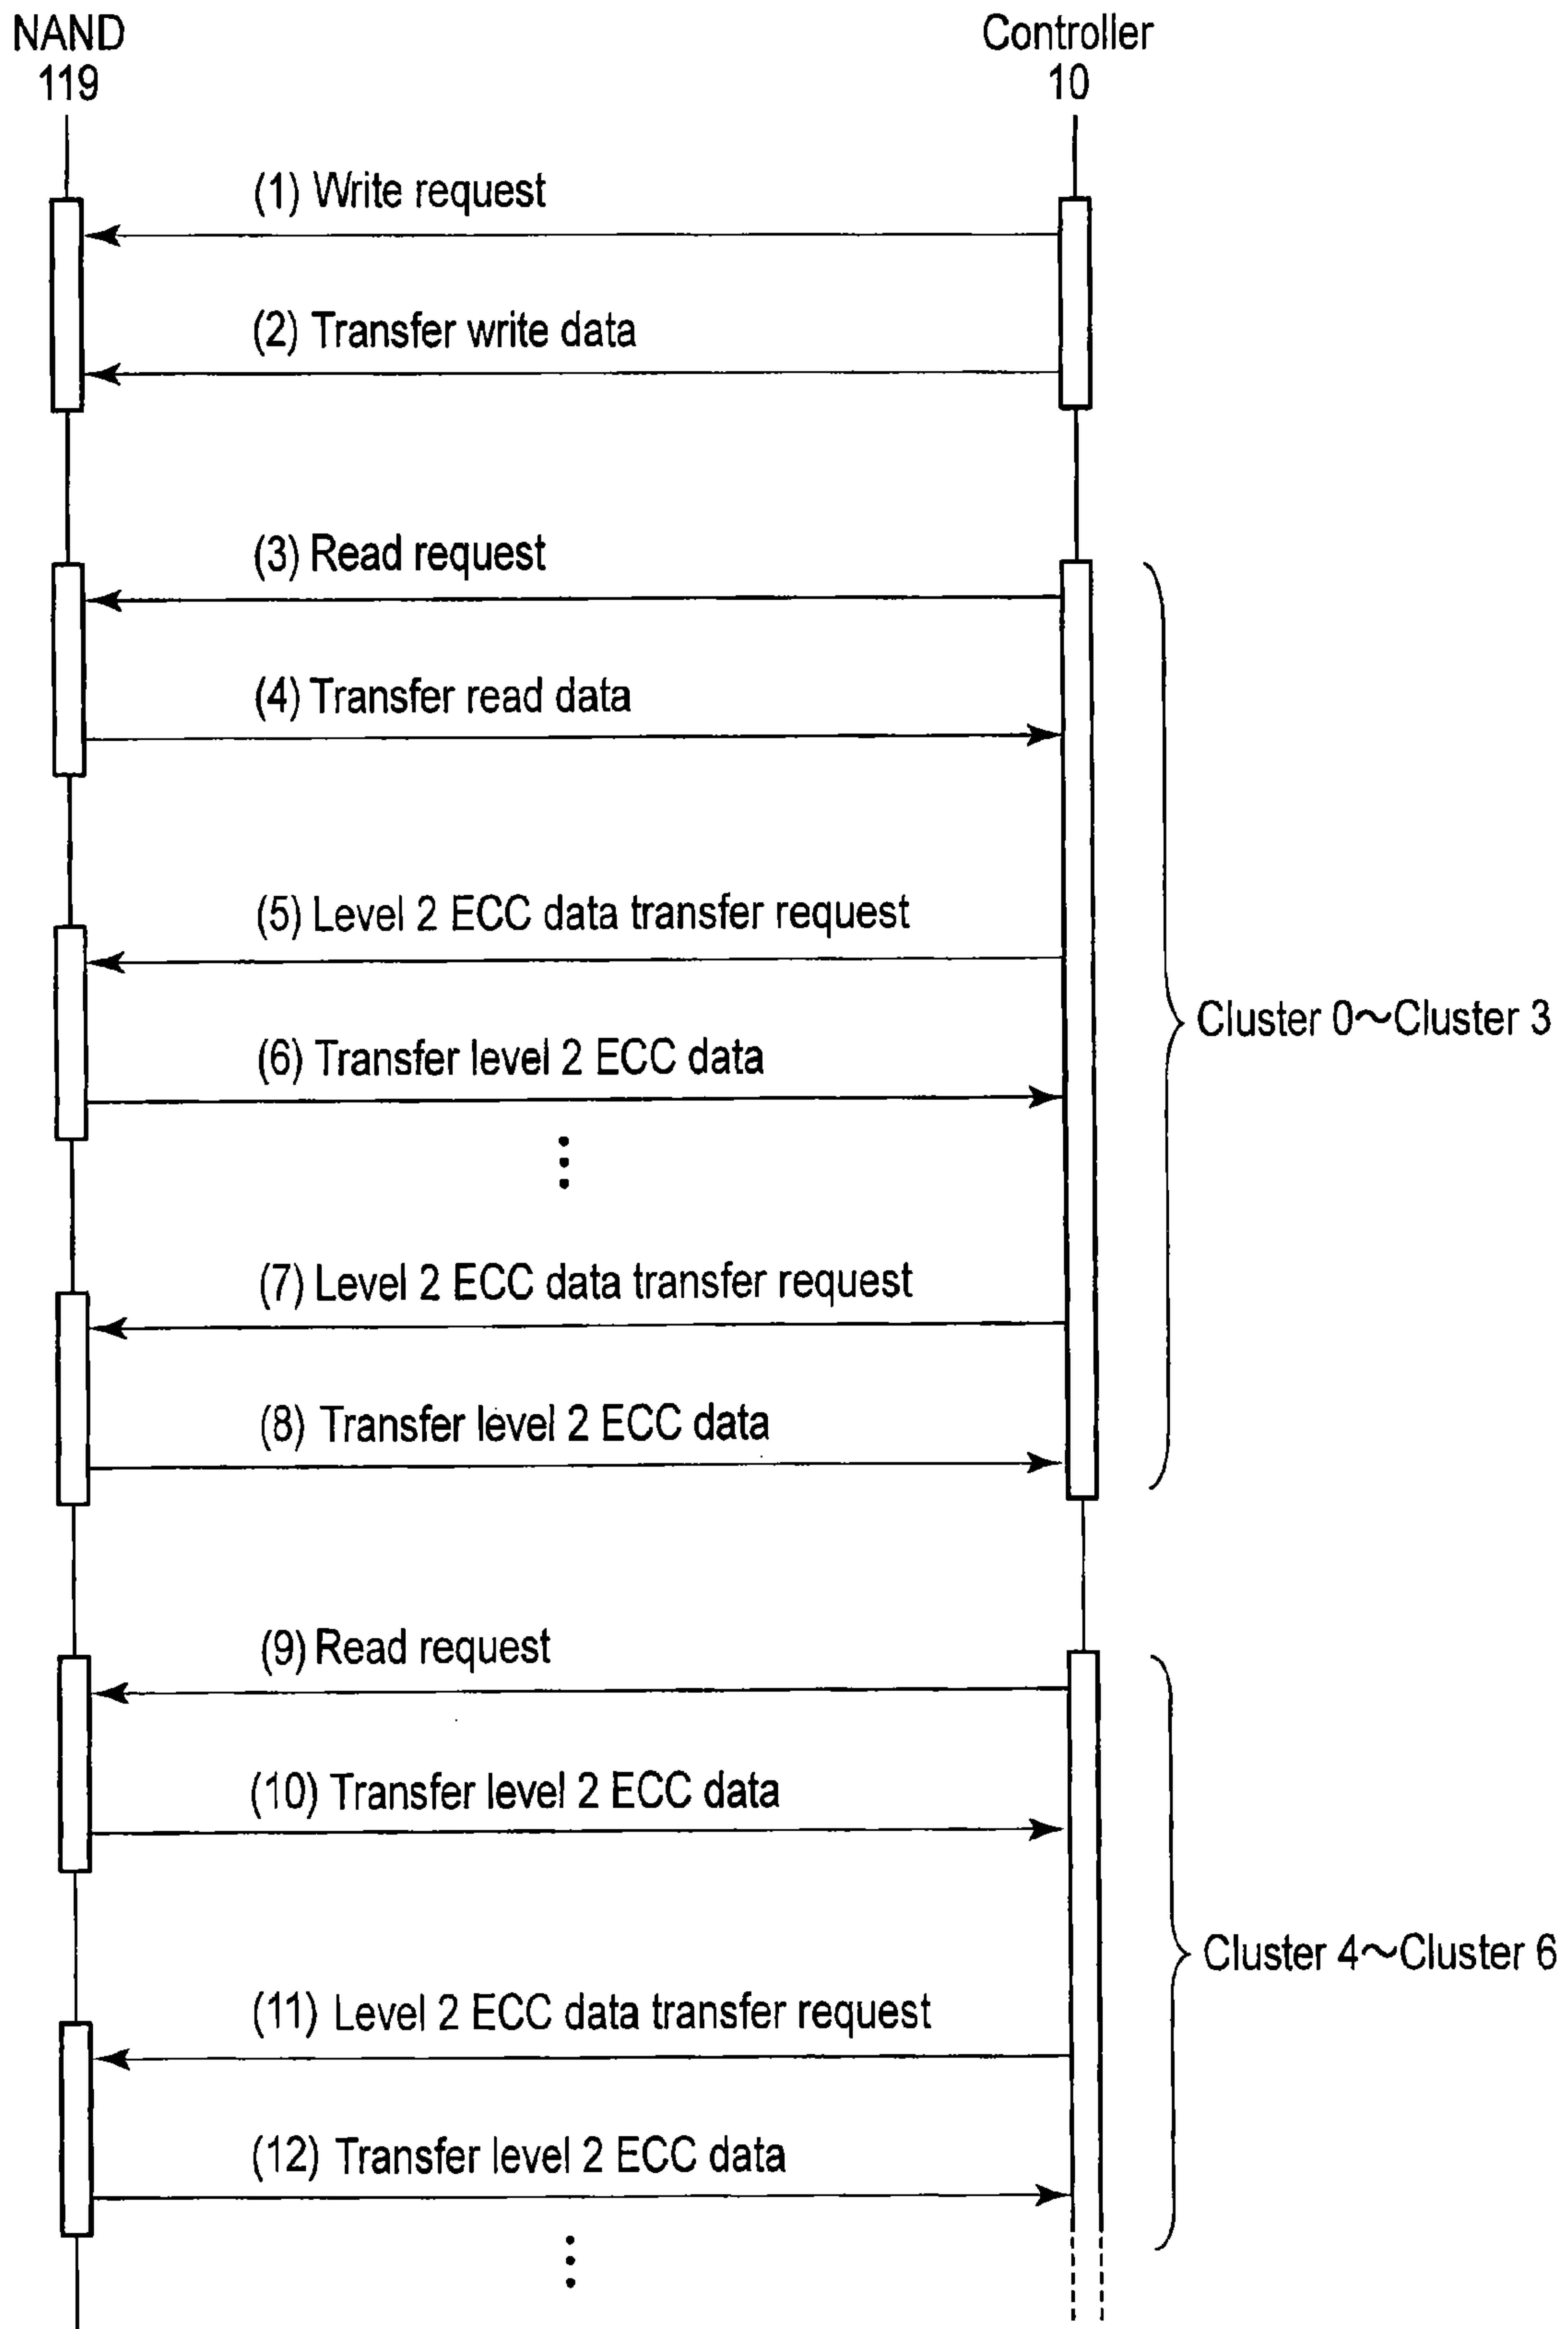 NAND
119
Controller
10
(1) Write request
(2) Transfer write data
(3) Read request
(4) Transfer read data
(5) Level 2 ECC data transfer request
Cluster 0~Cluster 3
(6) Transfer level 2 ECC data
(7) Level 2 ECC data transfer request
(8) Transfer level 2 ECC data
(9) Read request
(10) Transfer level 2 ECC data
Cluster 4~Cluster 6
(11) Level 2 ECC data transfer request
(12) Transfer level 2 ECC data